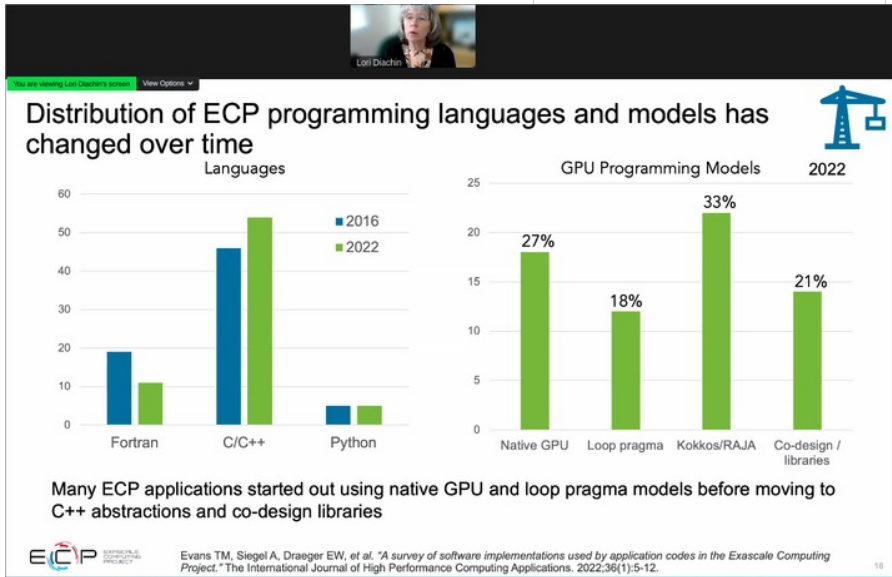 Lori Diachin
You are viewing Lori Diachin's screen View Options
Distribution of ECP programming languages and models has
changed over time
Languages
60
50
40
30
20
10
0
2016
2022
Fortran C/C++ Python
GPU Programming Models 2022
25
20
15
10
5
0
27%
18%
33%
21%
Native GPU Loop pragma Kokkos/RAJA Co-design /
libraries
Many ECP applications started out using native GPU and loop pragma models before moving to
C++ abstractions and co-design libraries
ECP EXASCALE
COMPUTING
PROJECT
Evans TM, Siegel A, Draeger EW, et al. "A survey of software implementations used by application codes in the Exascale Computing
Project." The International Journal of High Performance Computing Applications. 2022;36(1):5-12.
18